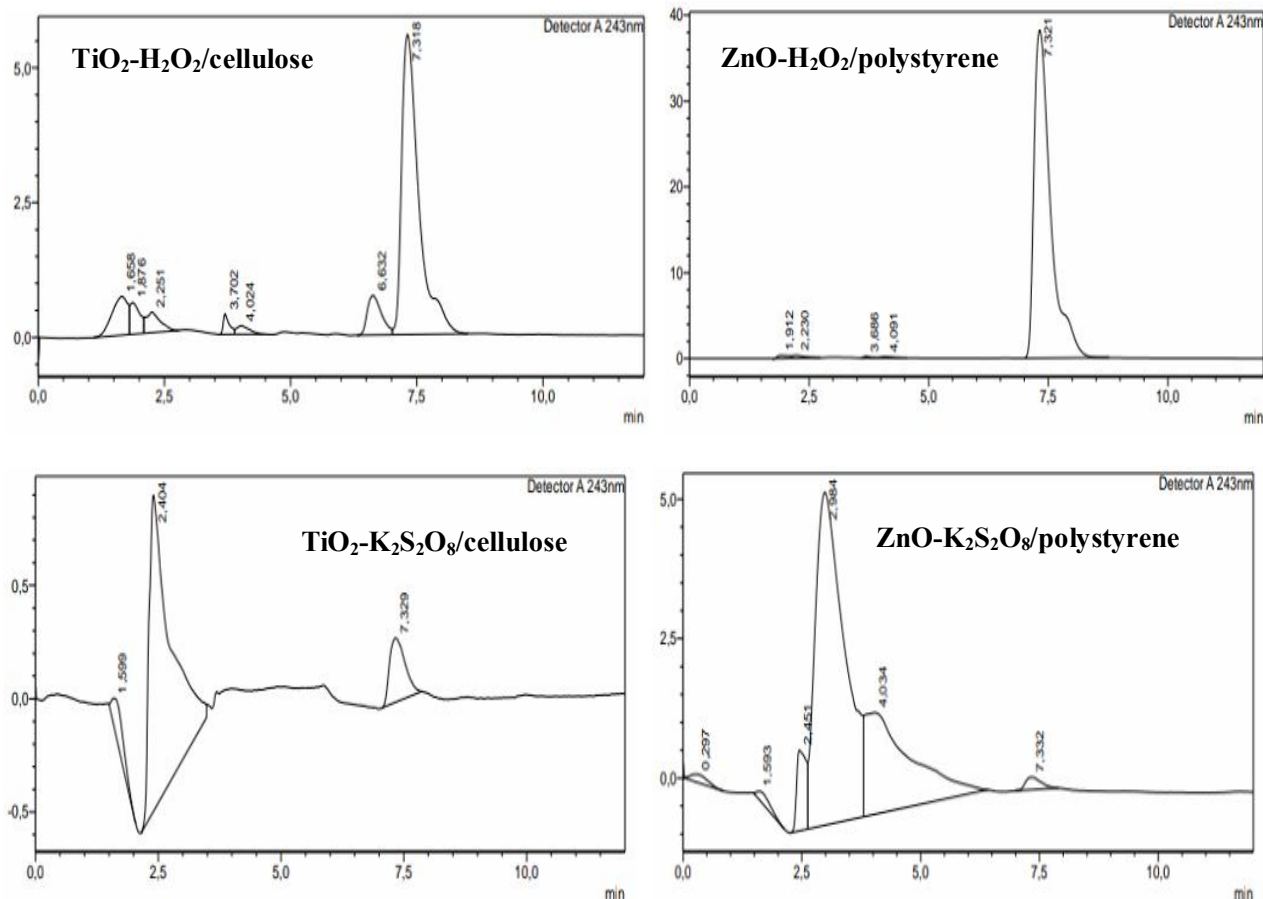 Detector A 243nm
TiO₂-H₂O₂/cellulose
7,318
5,0
2,5
0,0
1,658
1,876
2,251
3,702
4,024
6,632
0,0 2,5 5,0 7,5 10,0
min
Detector A 243nm
ZnO-H₂O₂/polystyrene
7,321
40
30
20
10
0
1,912
2,230
3,686
4,091
0,0 2,5 5,0 7,5 10,0
min
Detector A 243nm
TiO₂-K₂S₂O₈/cellulose
2,404
0,5
0,0
-0,5
1,599
7,329
0,0 2,5 5,0 7,5 10,0
min
Detector A 243nm
ZnO-K₂S₂O₈/polystyrene
2,984
5,0
2,5
0,0
0,297
1,593
2,451
4,034
7,332
0,0 2,5 5,0 7,5 10,0
min